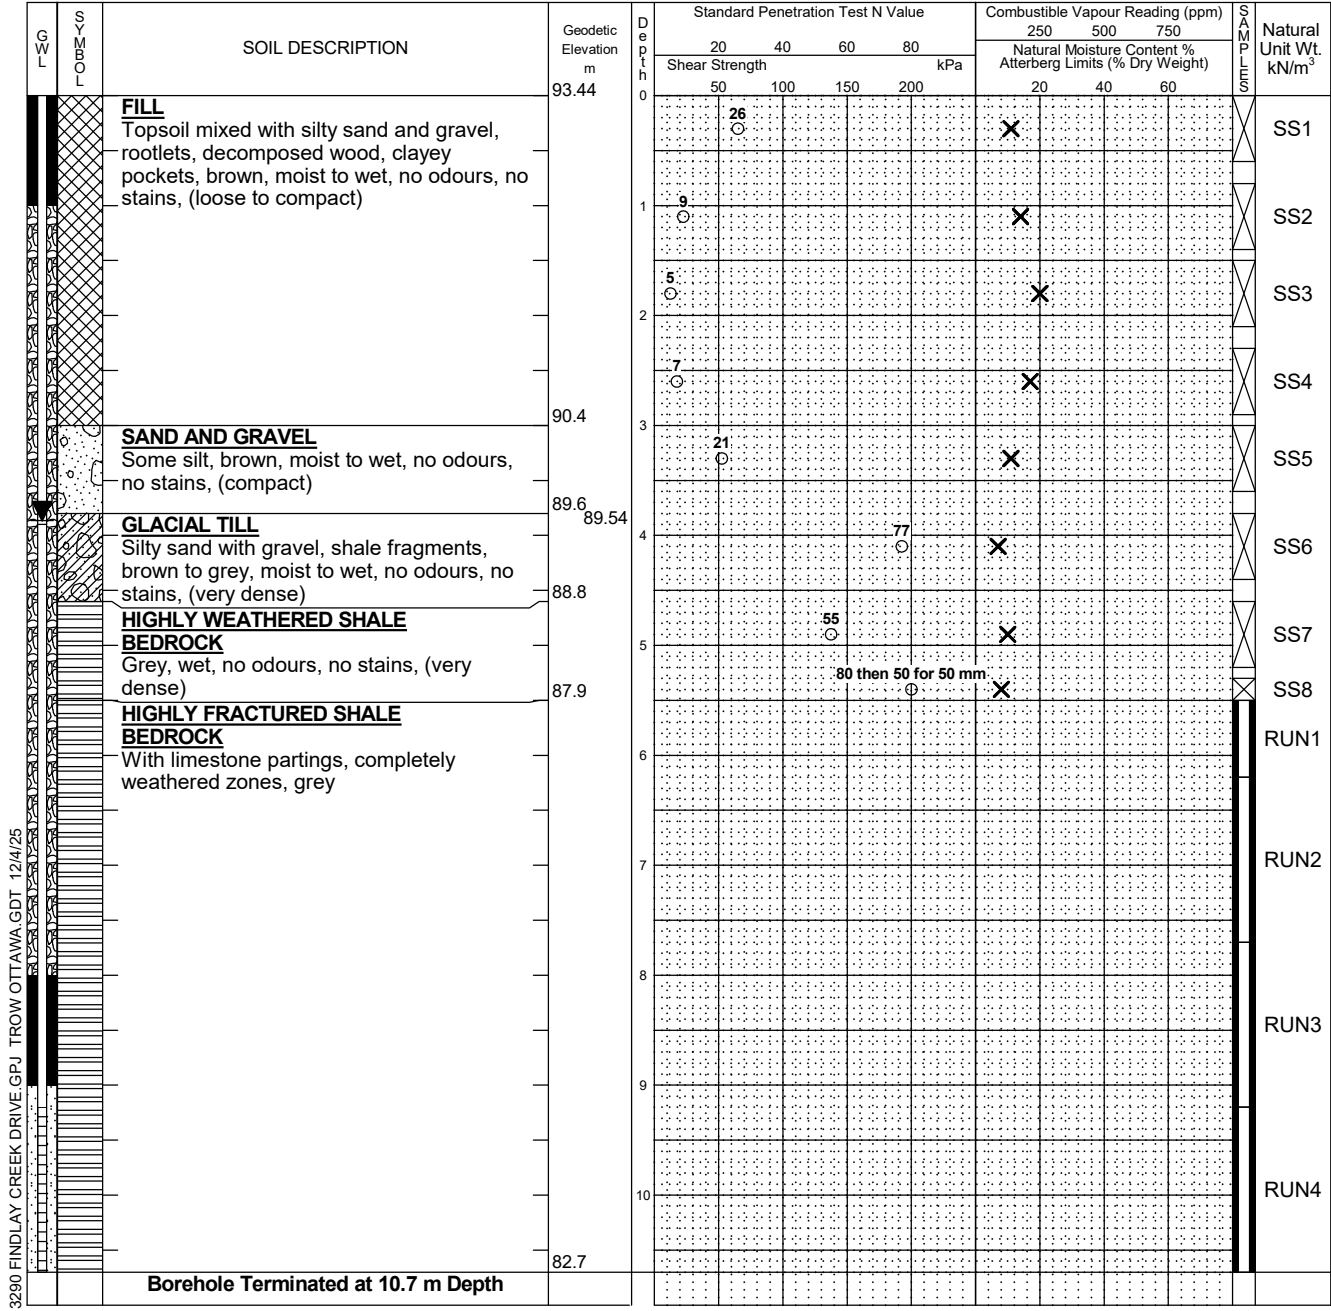 GWL
SYMBOL
SOIL DESCRIPTION
Geodetic
Elevation
m
93.44
Depth
0
Standard Penetration Test N Value
20 40 60 80
Shear Strength kPa
50 100 150 200
Combustible Vapour Reading (ppm)
250 500 750
Natural Moisture Content %
Atterberg Limits (% Dry Weight)
20 40 60
SAMPLES
Natural
Unit Wt.
kN/m³
FILL
Topsoil mixed with silty sand and gravel,
rootlets, decomposed wood, clayey
pockets, brown, moist to wet, no odours, no
stains, (loose to compact)
26
SS1
1
9
SS2
5
SS3
2
7
SS4
90.4
3
SAND AND GRAVEL
Some silt, brown, moist to wet, no odours,
no stains, (compact)
21
SS5
89.6
89.54
GLACIAL TILL
Silty sand with gravel, shale fragments,
brown to grey, moist to wet, no odours, no
stains, (very dense)
4
77
SS6
88.8
HIGHLY WEATHERED SHALE
BEDROCK
Grey, wet, no odours, no stains, (very
dense)
55
SS7
5
80 then 50 for 50 mm
SS8
87.9
HIGHLY FRACTURED SHALE
BEDROCK
With limestone partings, completely
weathered zones, grey
RUN1
6
7
RUN2
8
RUN3
9
10
RUN4
82.7
Borehole Terminated at 10.7 m Depth
3290 FINDLAY CREEK DRIVE.GPJ TROW OTTAWA.GDT 12/4/25